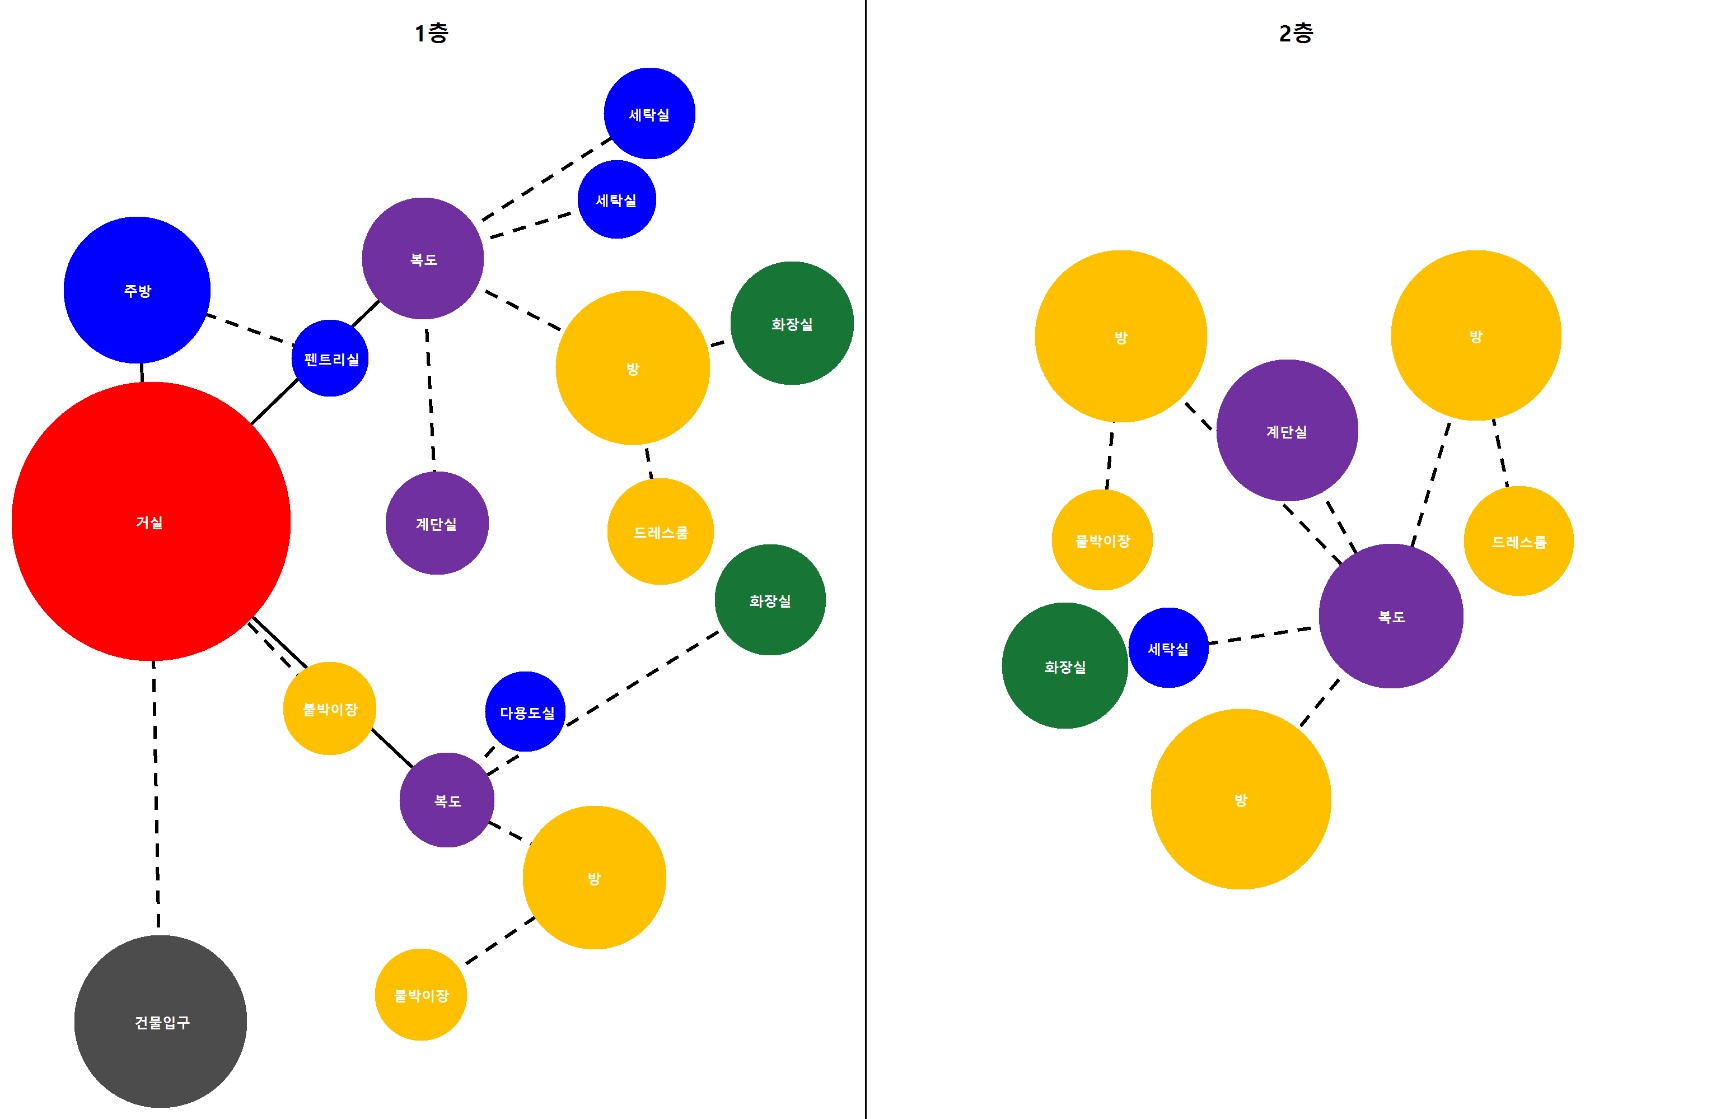 1층
세탁실
세탁실
복도
주방
화장실
펜트리실
방
거실
계단실
드레스룸
화장실
붙박이장
다용도실
복도
방
붙박이장
건물입구
2층
방
방
계단실
붙박이장
드레스룸
복도
세탁실
화장실
방